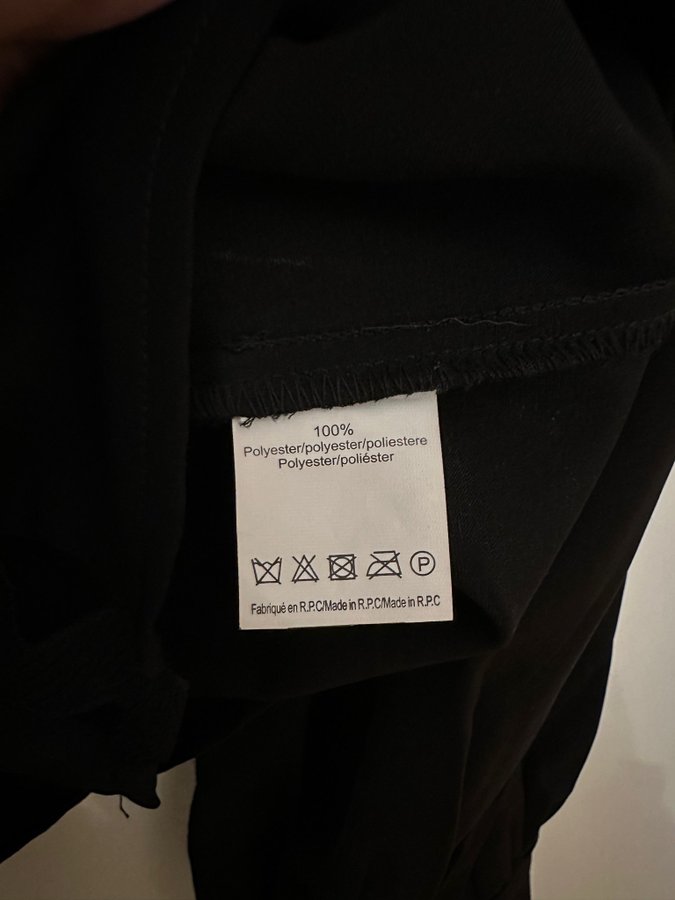 100%
Polyester/polyester/poliestere
Polyester/poliéster
P
Fabriqué en R.P.C/Made in R.P.C/Made in R.P.C